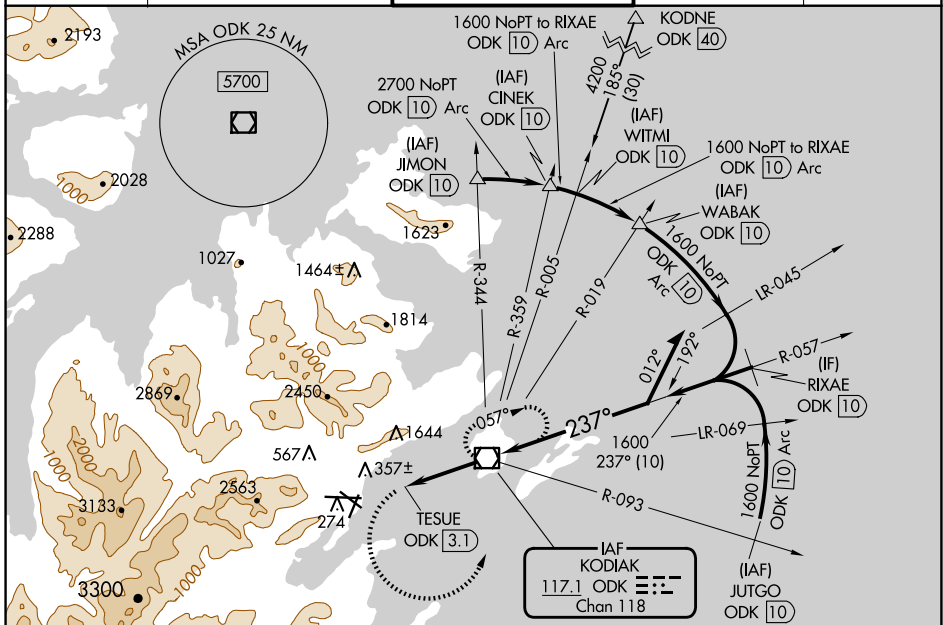 2193
MSA ODK 25 NM
5700
1600 NoPT to RIXAE
ODK 10 Arc
KODNE
ODK 40
4200
185°
(30)
2700 NoPT
ODK 10 Arc
(IAF)
CINEK
ODK 10
(IAF)
WITMI
ODK 10
(IAF)
JIMON
ODK 10
1600 NoPT to RIXAE
ODK 10 Arc
(IAF)
WABAK
ODK 10
1000
2028
2288
1623
1027
1464±
1814
1000
R-344
R-359
R-005
R-019
1600 NoPT
ODK 10
Arc
LR-045
R-057
(IF)
RIXAE
ODK 10
012°
192°
2869
2450
1644
567
357±
057°
237°
1600
237° (10)
LR-069
2000
1000
3133
2563
274
TESUE
ODK 3.1
R-093
1600 NoPT
ODK 10 Arc
(IAF)
JUTGO
ODK 10
3300
1000
IAF
KODIAK
117.1 ODK
Chan 118